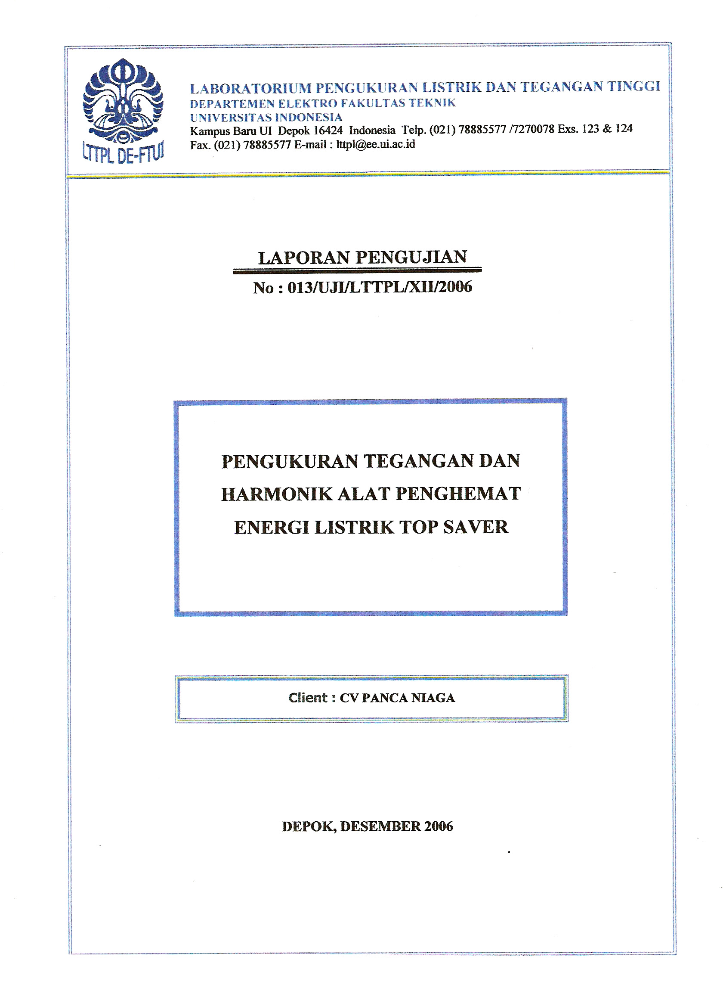 LABORATORIUM PENGUKURAN LISTRIK DAN TEGANGAN TINGGI
DEPARTEMEN ELEKTRO FAKULTAS TEKNIK
UNIVERSITAS INDONESIA
Kampus Baru UI Depok 16424 Indonesia Telp. (021) 78885577 /7270078 Exs. 123 & 124
Fax. (021) 78885577 E-mail : lttpl@ee.ui.ac.id
LTTPL DE-FTUI
LAPORAN PENGUJIAN
No : 013/UJI/LTTPL/XII/2006
PENGUKURAN TEGANGAN DAN
HARMONIK ALAT PENGHEMAT
ENERGI LISTRIK TOP SAVER
Client : CV PANCA NIAGA
DEPOK, DESEMBER 2006